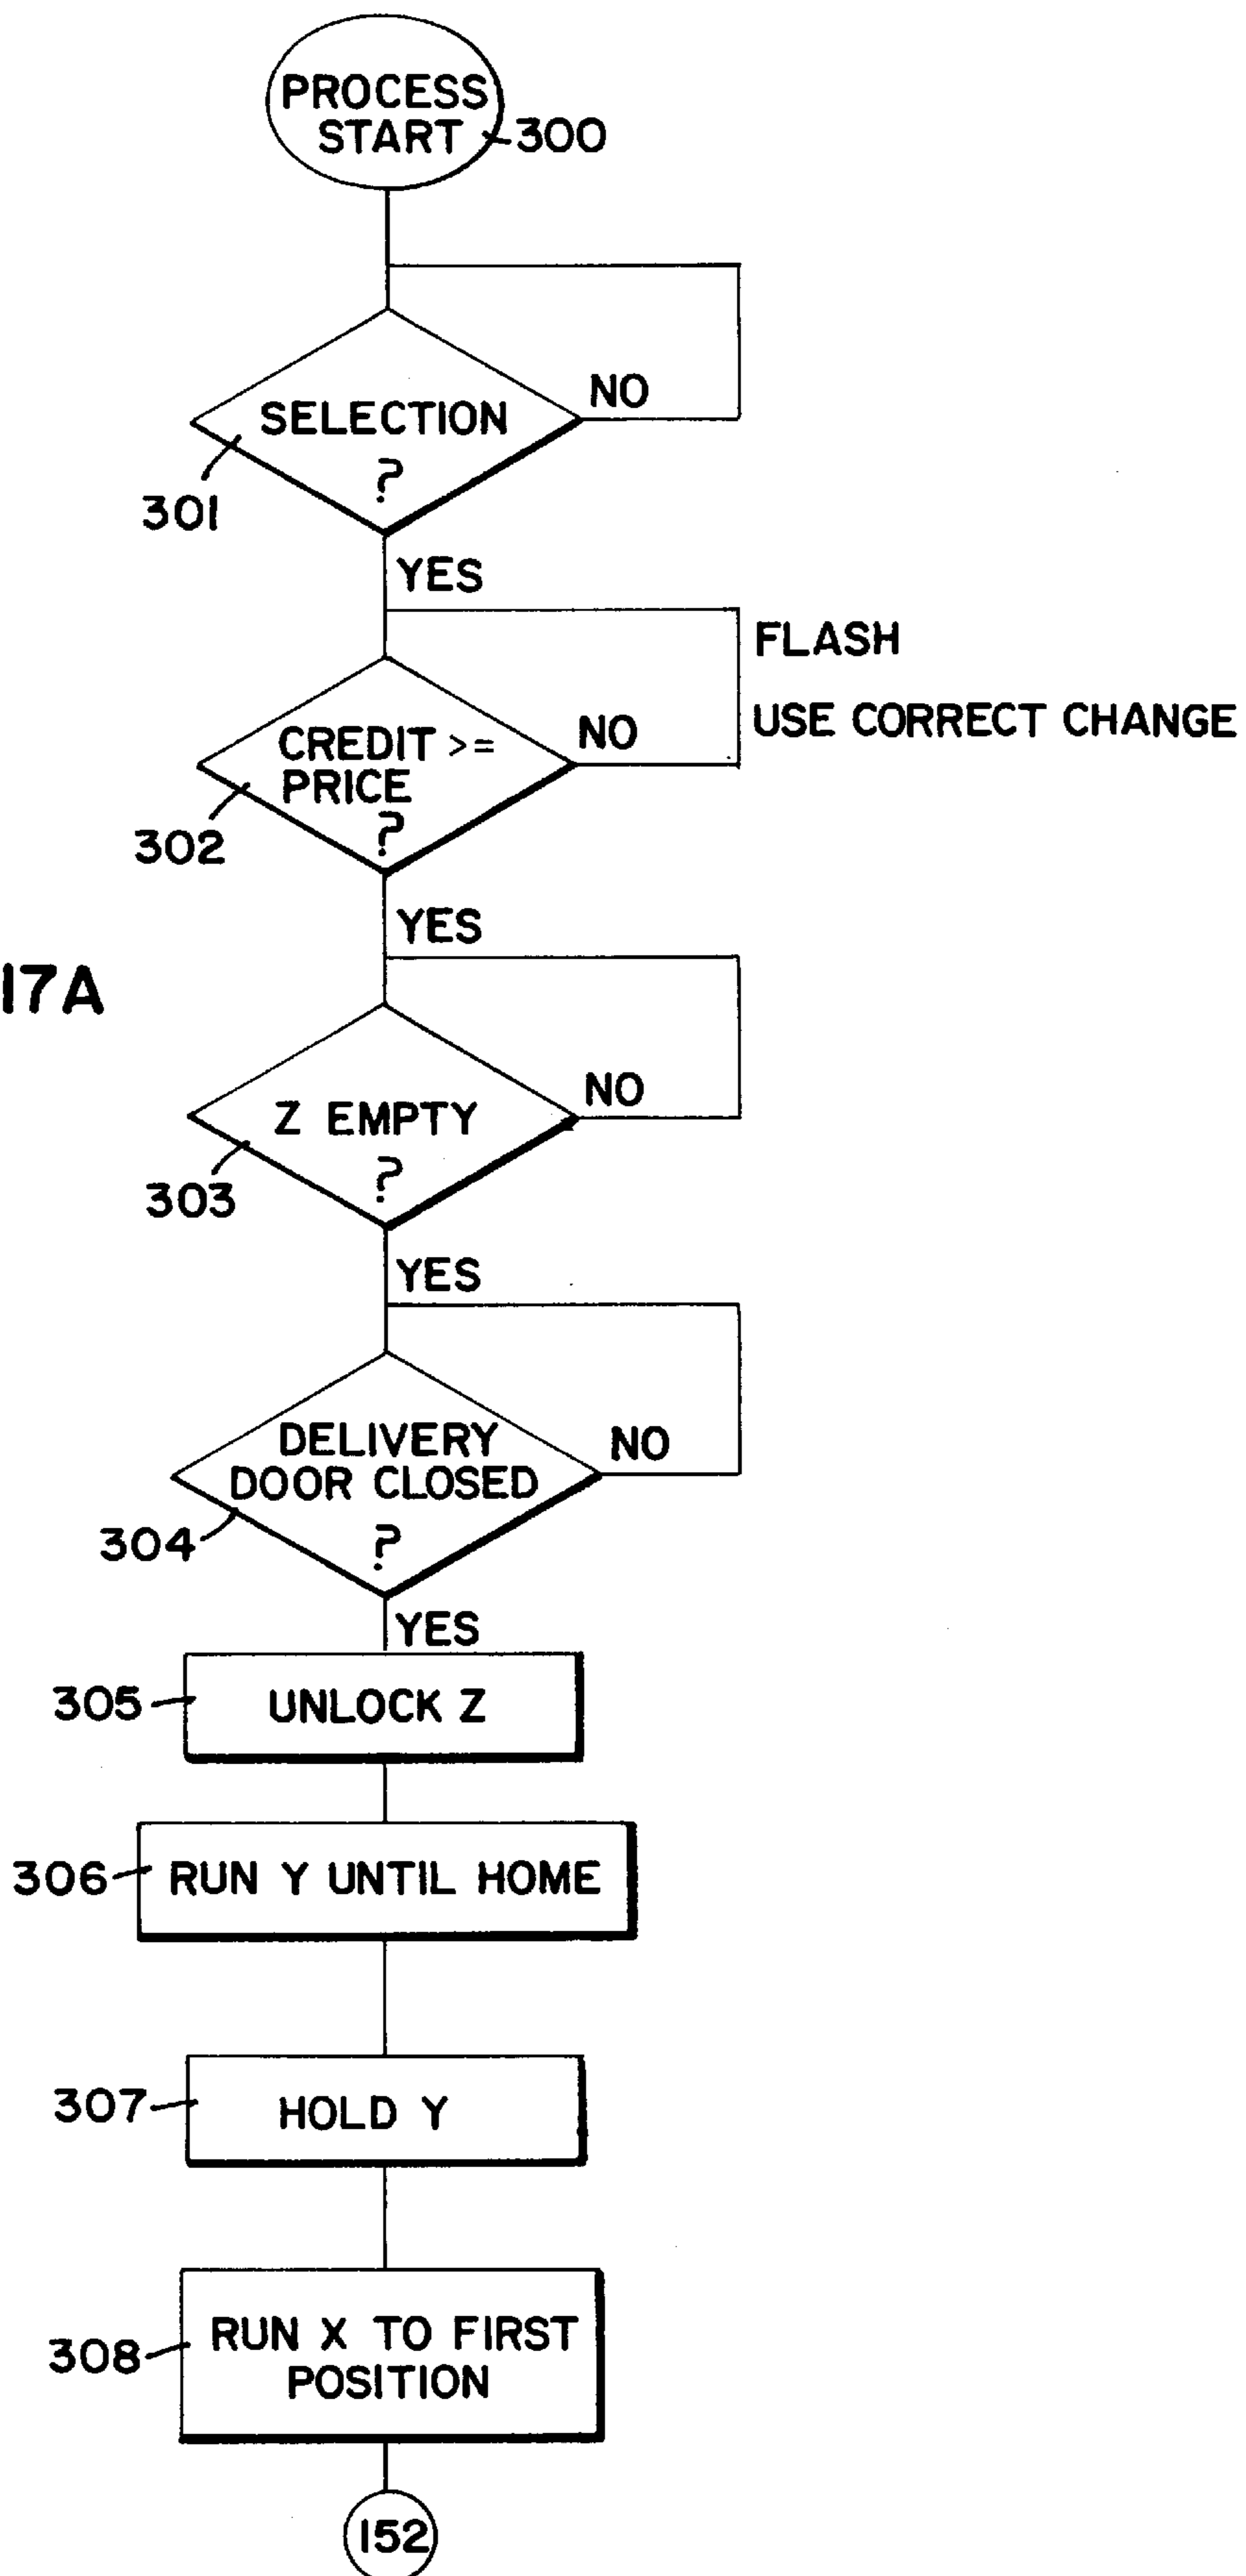 PROCESS
START
300
NO
SELECTION
?
301
YES
FLASH
USE CORRECT CHANGE
NO
CREDIT >=
PRICE
?
302
YES
17A
NO
Z EMPTY
?
303
YES
NO
DELIVERY
DOOR CLOSED
?
304
YES
305
UNLOCK Z
306
RUN Y UNTIL HOME
307
HOLD Y
308
RUN X TO FIRST
POSITION
152